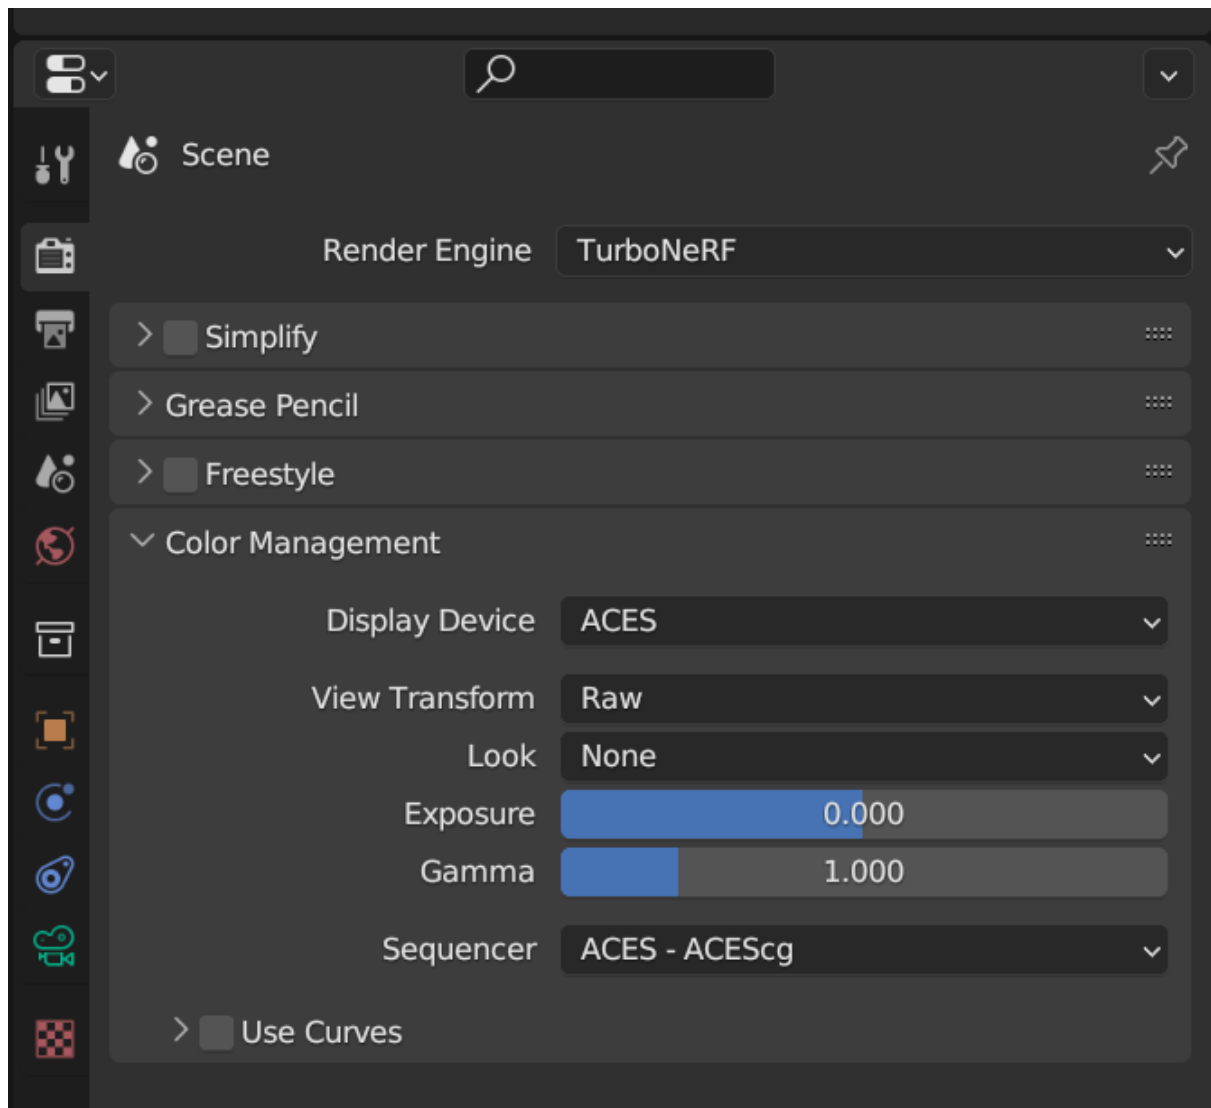 Scene
Render Engine TurboNeRF
Simplify
Grease Pencil
Freestyle
Color Management
Display Device ACES
View Transform Raw
Look None
Exposure 0.000
Gamma 1.000
Sequencer ACES - ACEScg
Use Curves